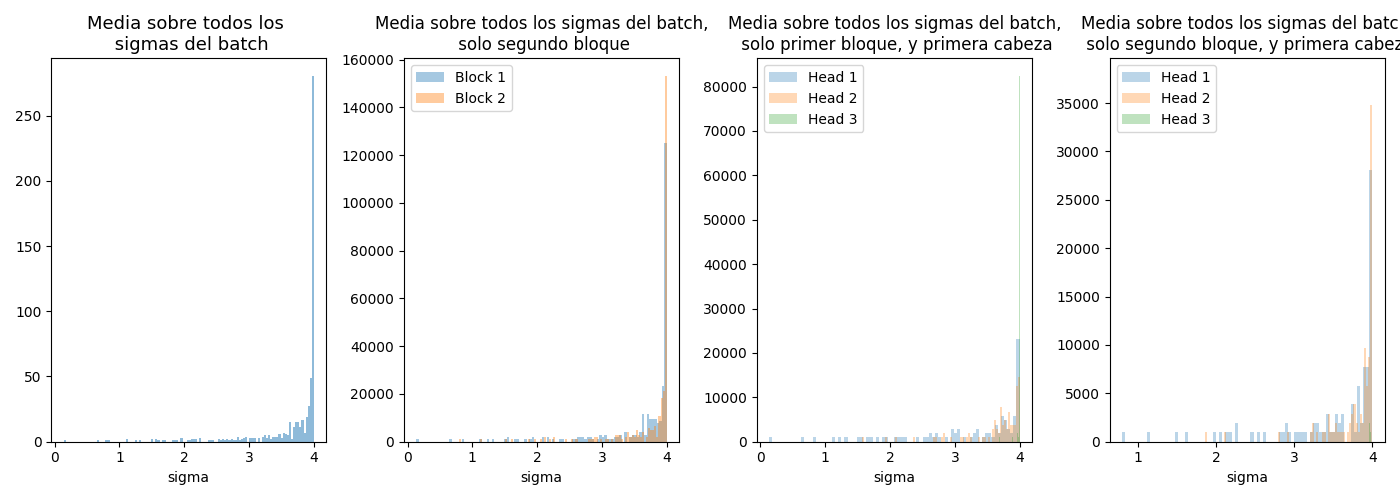 Media sobre todos los
sigmas del batch
250
200
150
100
50
0
0 1 2 3 4
sigma
Media sobre todos los sigmas del batch,
solo segundo bloque
Block 1
Block 2
160000
140000
120000
100000
80000
60000
40000
20000
0
0 1 2 3 4
sigma
Media sobre todos los sigmas del batch,
solo primer bloque, y primera cabeza
Head 1
Head 2
Head 3
80000
70000
60000
50000
40000
30000
20000
10000
0
0 1 2 3 4
sigma
Media sobre todos los sigmas del batc
solo segundo bloque, y primera cabez
Head 1
Head 2
Head 3
35000
30000
25000
20000
15000
10000
5000
0
1 2 3 4
sigma